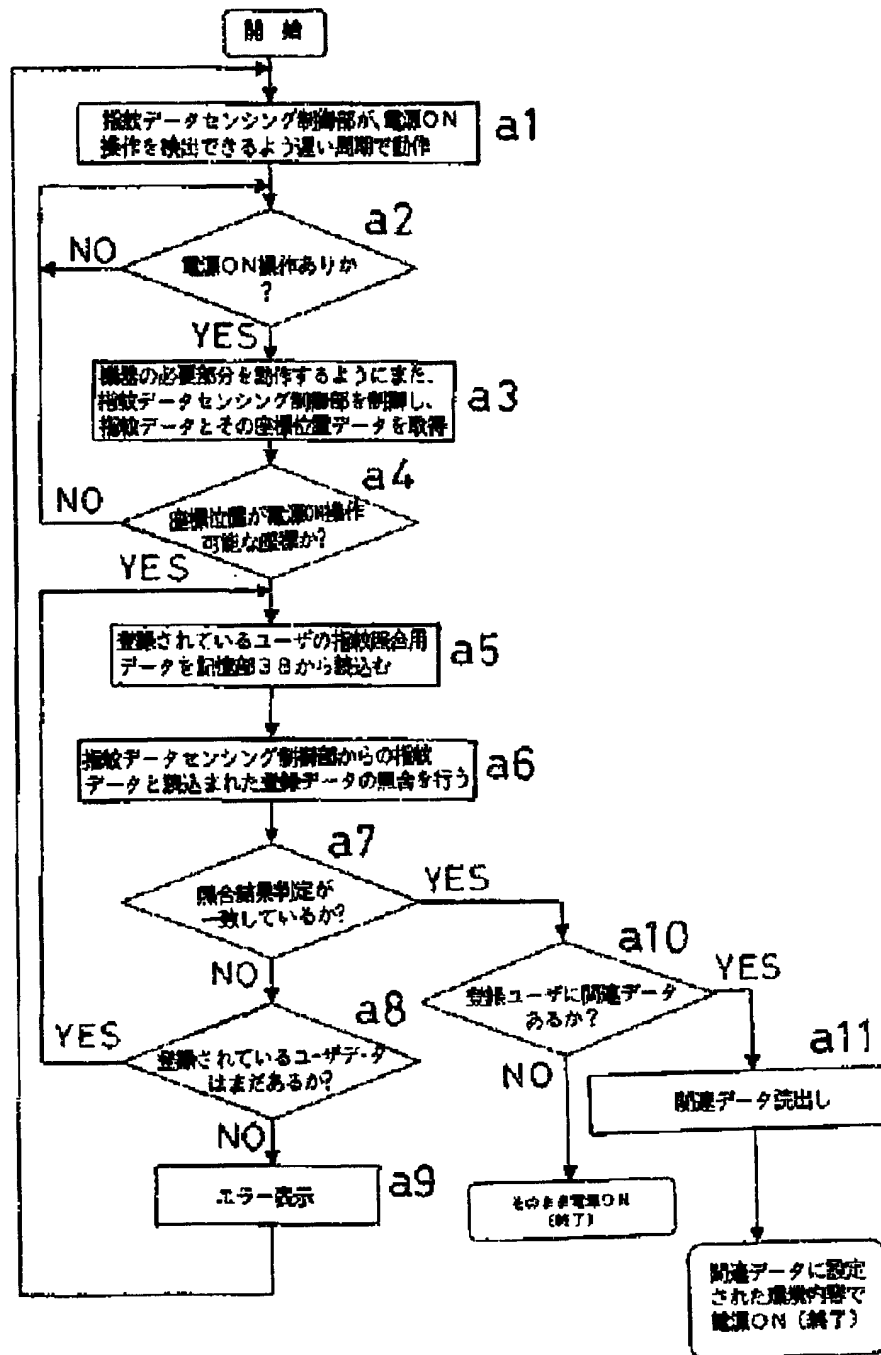 開 始
指紋データセンシング制御部が、電源ON
操作を検出できるよう遅い周期で動作
a1
a2
NO
電源ON操作ありか
?
YES
機器の必要部分を動作するようにまた、
指紋データセンシング制御部を制御し、
指紋データとその座標位置データを取得
a3
a4
NO
座標位置が電源ON操作
可能な座標か?
YES
登録されているユーザの指紋照合用
データを記憶部38から読込む
a5
指紋データセンシング制御部からの指紋
データと読込まれた登録データの照合を行う
a6
a7
照合結果判定が
一致しているか?
YES
NO
a10
登録ユーザに関連データ
あるか?
YES
NO
a8
YES
登録されているユーザデータ
はまだあるか?
NO
a11
関連データ読出し
エラー表示
a9
そのまま電源ON
(終了)
関連データに設定
された環境内容で
電源ON(終了)